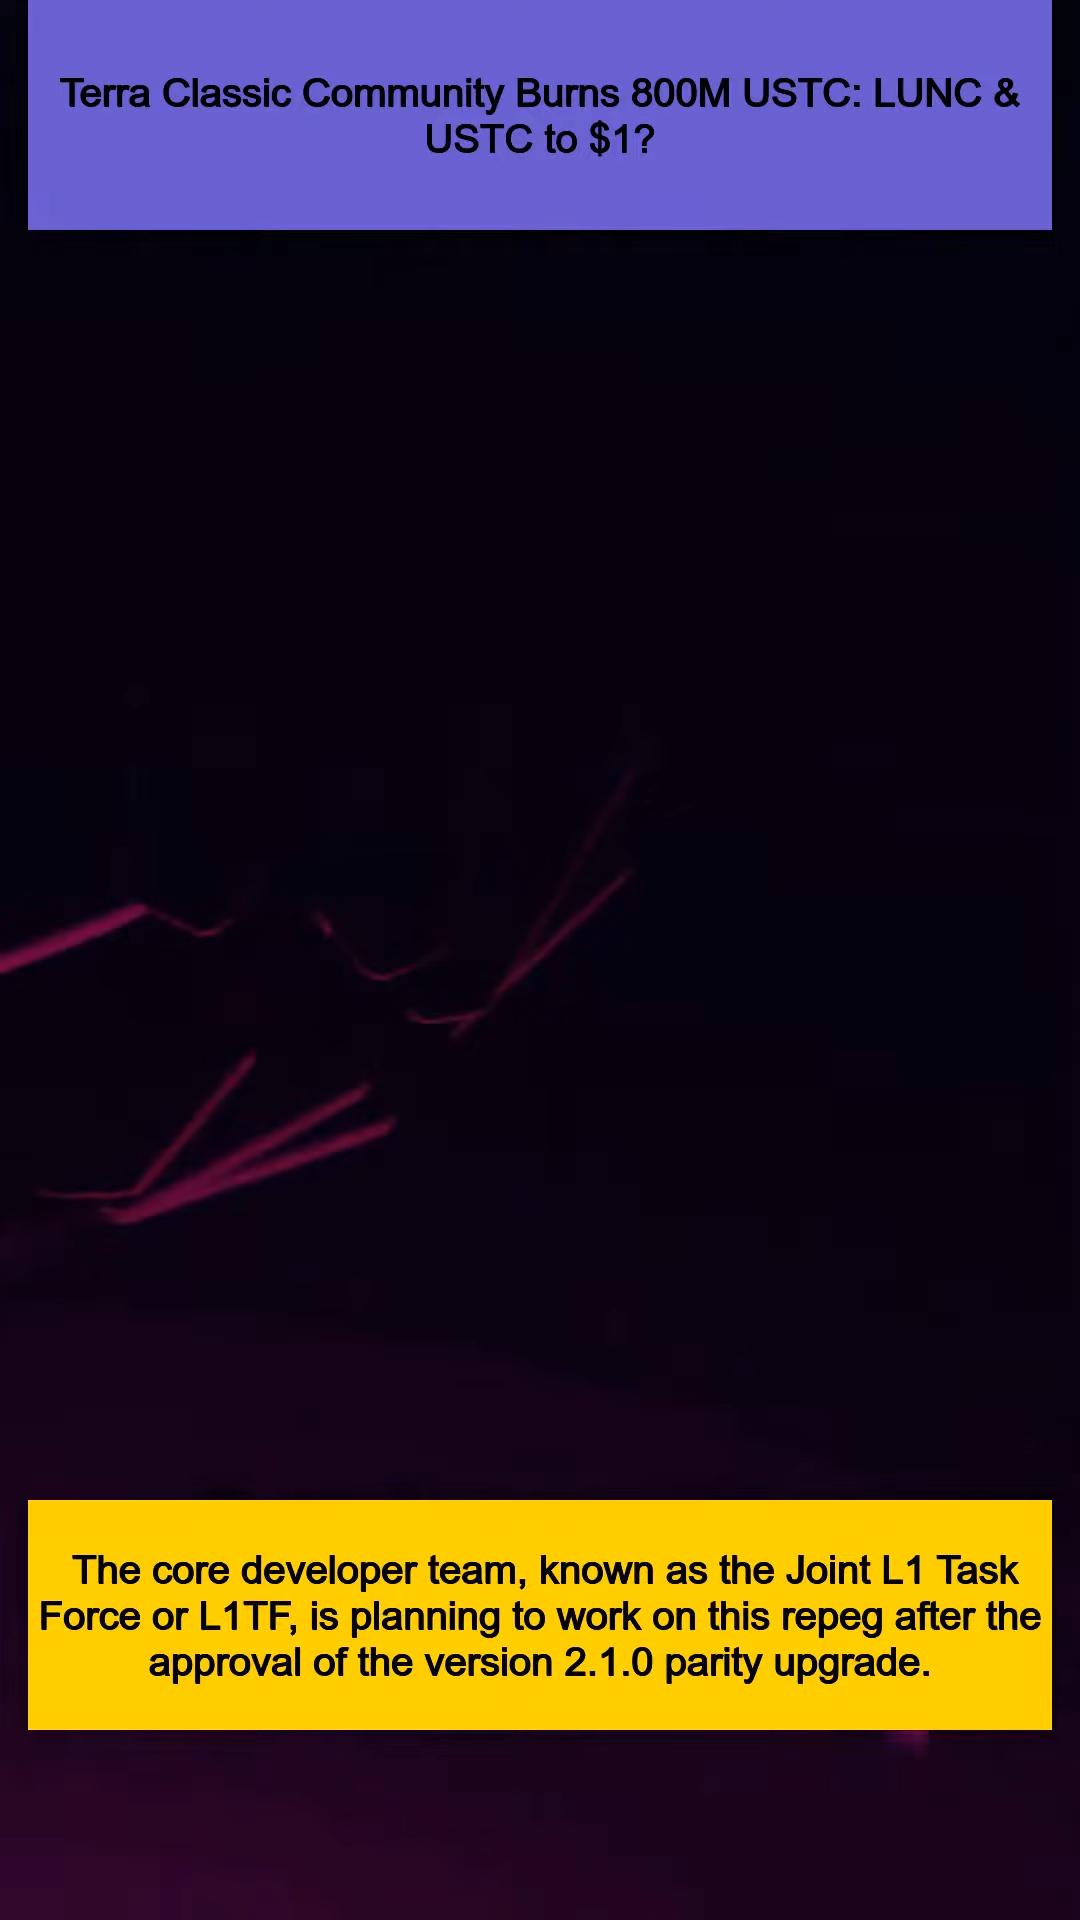 Terra Classic Community Burns 800M USTC: LUNC &
USTC to $1?
The core developer team, known as the Joint L1 Task
Force or L1TF, is planning to work on this repeg after the
approval of the version 2.1.0 parity upgrade.